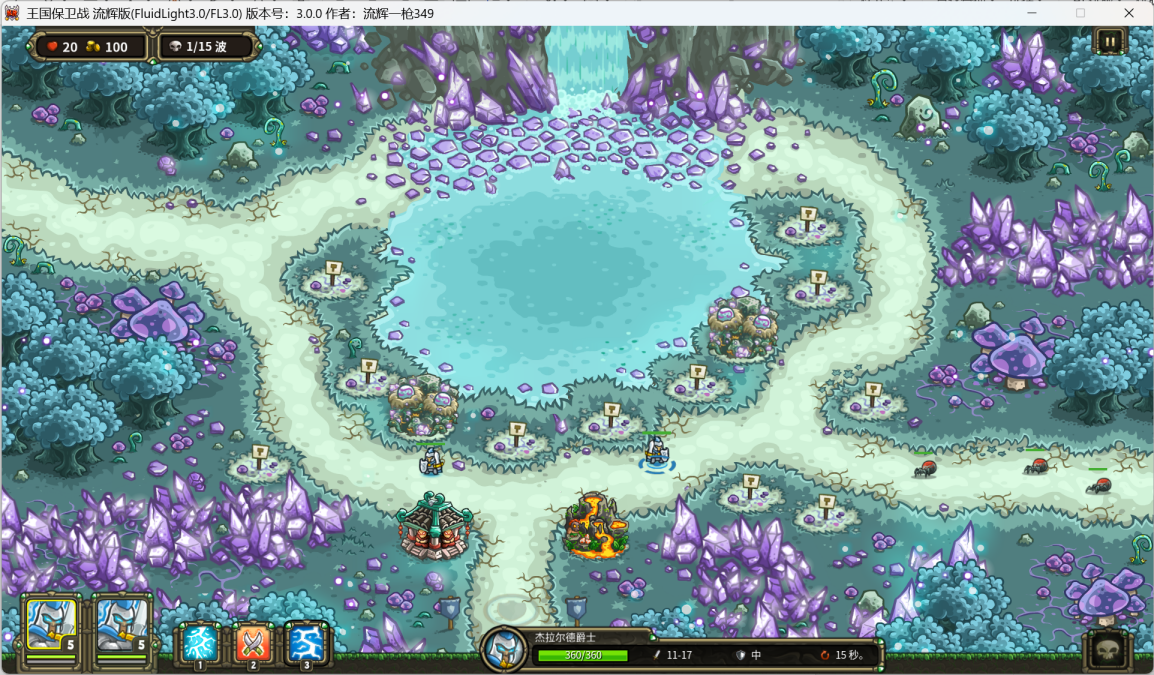 王国保卫战 流辉版(FluidLight3.0/FL3.0) 版本号：3.0.0 作者：流辉一枪349
20 100 1/15 波
5 5
1 2 3
杰拉尔德爵士
360/360 11-17 中 15 秒。